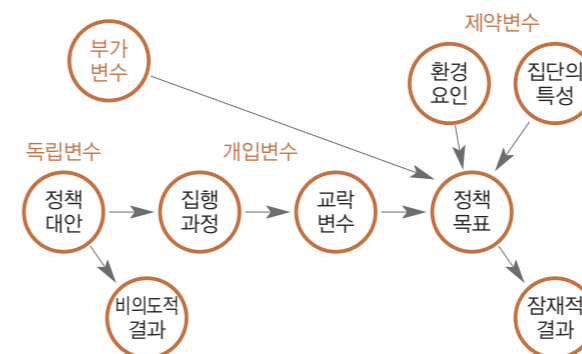 제약변수
부가
변수
환경
요인
집단의
특성
독립변수
개입변수
정책
대안
집행
과정
교락
변수
정책
목표
비의도적
결과
잠재적
결과